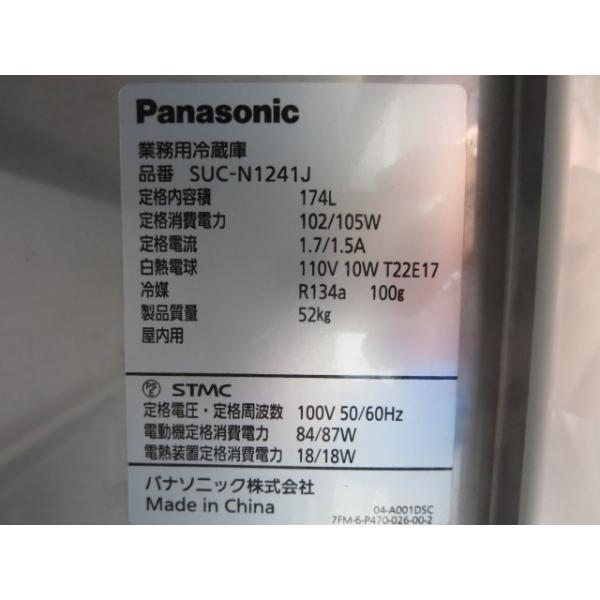 Panasonic
業務用冷蔵庫
品番 SUC-N1241J
定格内容積 174L
定格消費電力 102/105W
定格電流 1.7/1.5A
白熱電球 110V 10W T22E17
冷媒 R134a 100g
製品質量 52kg
屋内用
PS E STMC
定格電圧・定格周波数 100V 50/60Hz
電動機定格消費電力 84/87W
電熱装置定格消費電力 18/18W
パナソニック株式会社
Made in China
04-A001DSC
7FM-6-P470-026-00-2